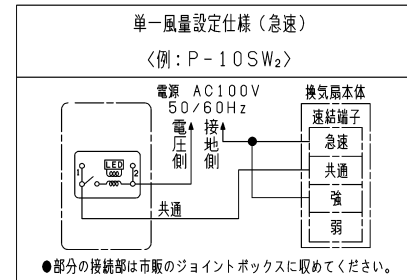 単一風量設定仕様（急速）
〈例：P-10SW₂〉
電源 AC100V
50/60Hz
電圧側
接地側
換気扇本体
速結端子
急速
共通
強
弱
LED
1
2
共通
●部分の接続部は市販のジョイントボックスに収めてください。